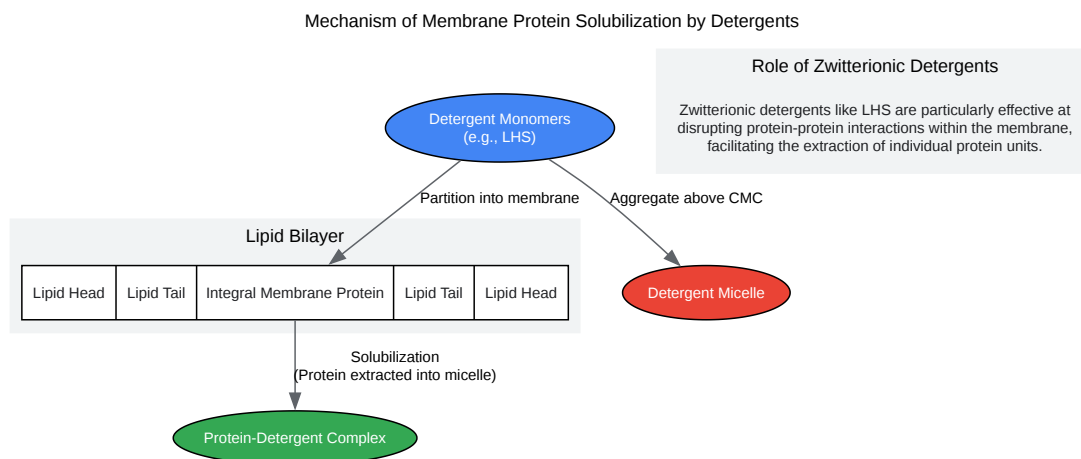 Mechanism of Membrane Protein Solubilization by Detergents
Role of Zwitterionic Detergents
Zwitterionic detergents like LHS are particularly effective at
disrupting protein-protein interactions within the membrane,
facilitating the extraction of individual protein units.
Detergent Monomers
(e.g., LHS)
Partition into membrane
Aggregate above CMC
Lipid Bilayer
Lipid Head
Lipid Tail
Integral Membrane Protein
Lipid Tail
Lipid Head
Detergent Micelle
Solubilization
(Protein extracted into micelle)
Protein-Detergent Complex